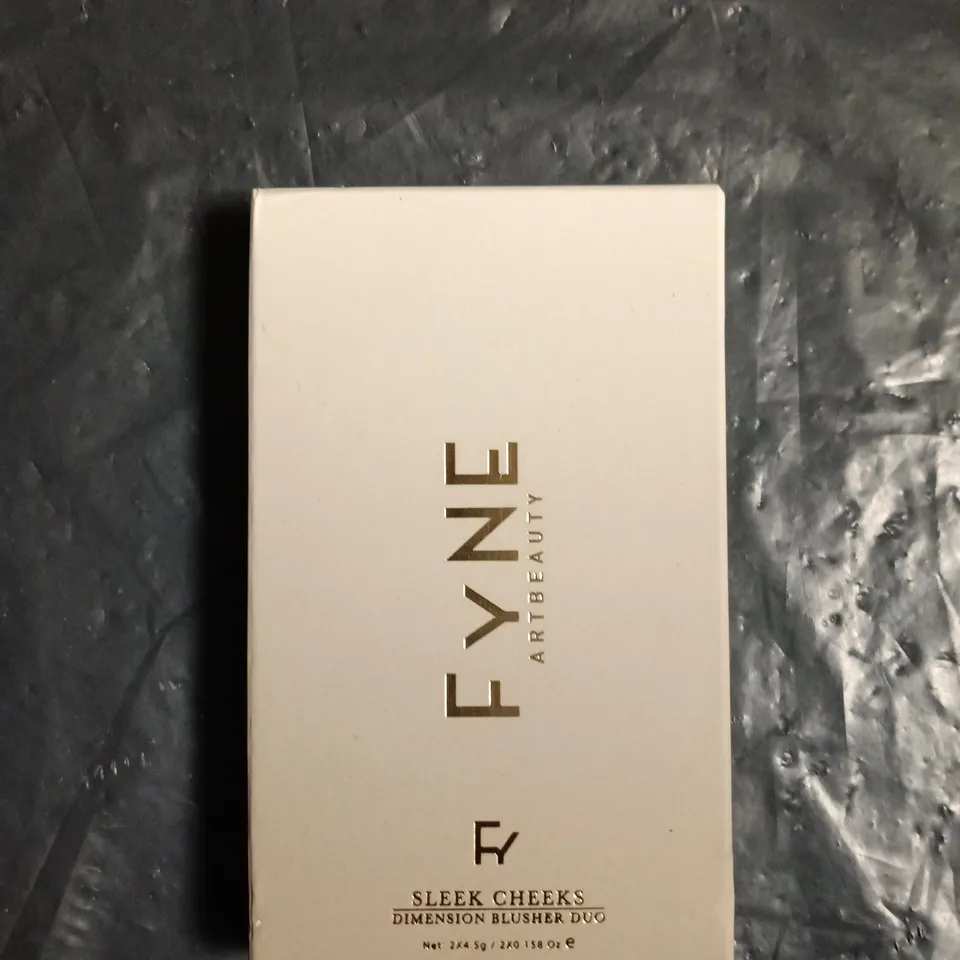 FYNE
ARTBEAUTY
FY
SLEEK CHEEKS
DIMENSION BLUSHER DUO
Net 2X4.5g / 2X0.158 Oz e